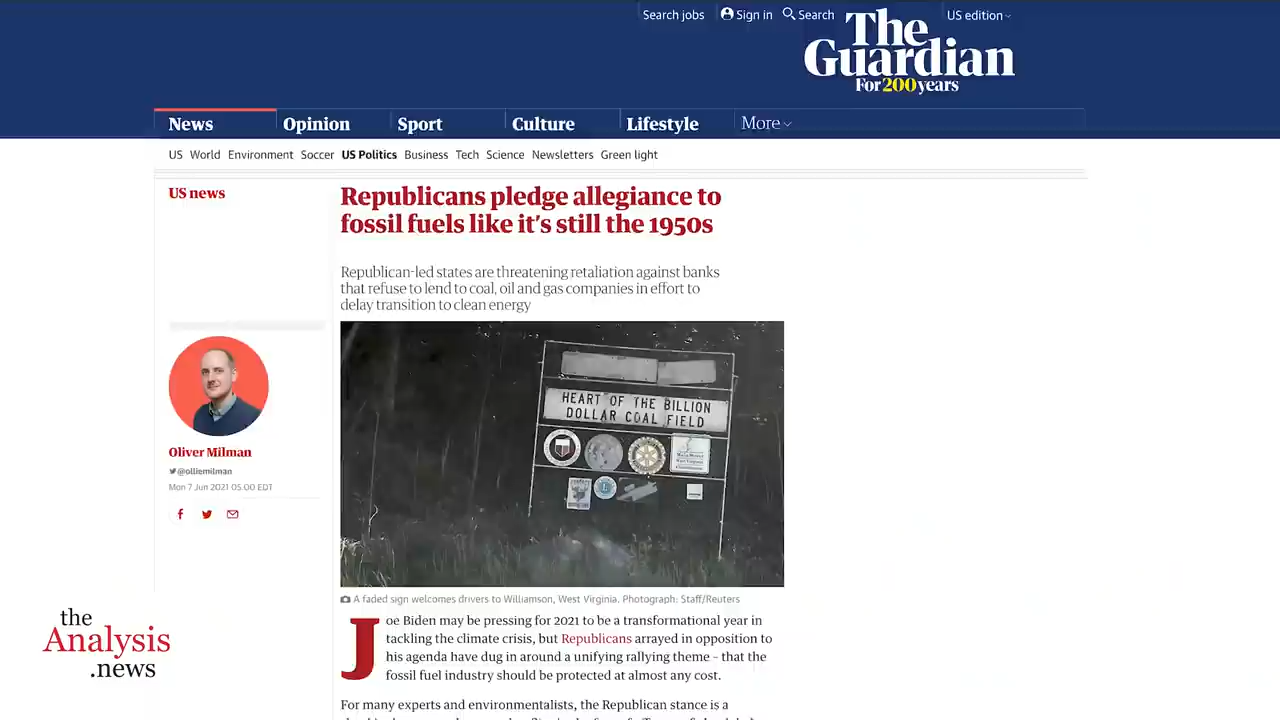 Search jobs
Sign in
Search
US edition
The
Guardian
For 200 years
News
Opinion
Sport
Culture
Lifestyle
More
US
World
Environment
Soccer
US Politics
Business
Tech
Science
Newsletters
Green light
US news
Republicans pledge allegiance to
fossil fuels like it's still the 1950s
Republican-led states are threatening retaliation against banks
that refuse to lend to coal, oil and gas companies in effort to
delay transition to clean energy
HEART OF THE BILLION
DOLLAR COAL FIELD
Oliver Milman
@olliemilman
Mon 7 Jun 2021 05.00 EDT
A faded sign welcomes drivers to Williamson, West Virginia. Photograph: Staff/Reuters
Joe Biden may be pressing for 2021 to be a transformational year in
tackling the climate crisis, but Republicans arrayed in opposition to
his agenda have dug in around a unifying rallying theme – that the
fossil fuel industry should be protected at almost any cost.
For many experts and environmentalists, the Republican stance is a
the
Analysis
.news